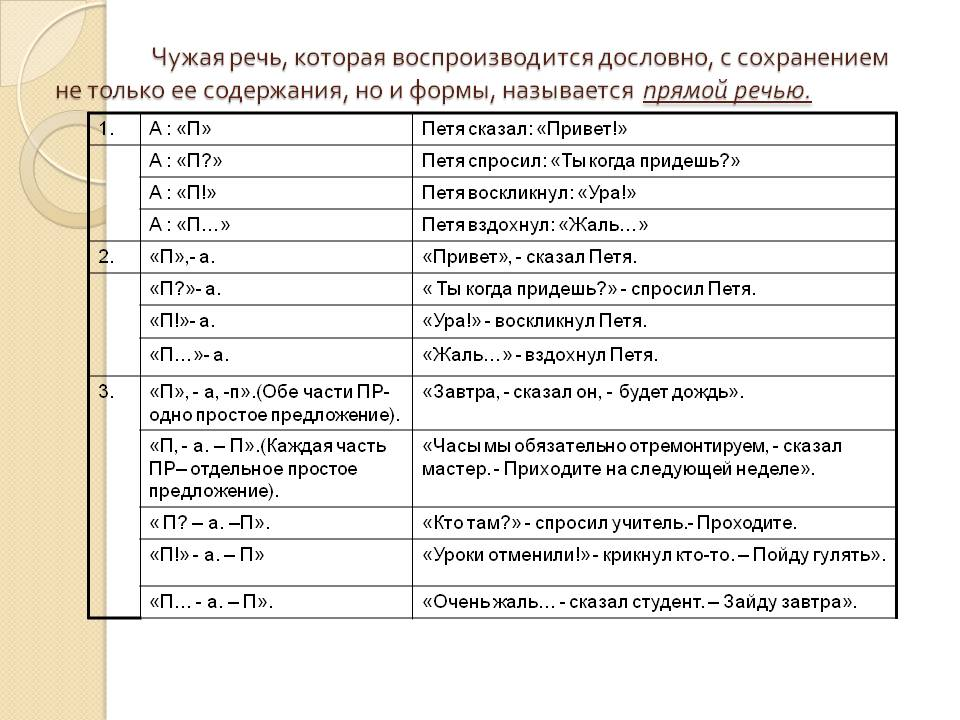 Чужая речь, которая воспроизводится дословно, с сохранением
не только ее содержания, но и формы, называется прямой речью.
1. А : «П» Петя сказал: «Привет!»
А : «П?» Петя спросил: «Ты когда придешь?»
А : «П!» Петя воскликнул: «Ура!»
А : «П…» Петя вздохнул: «Жаль…»
2. «П»,- а. «Привет», - сказал Петя.
«П?»- а. « Ты когда придешь?» - спросил Петя.
«П!»- а. «Ура!» - воскликнул Петя.
«П…»- а. «Жаль…» - вздохнул Петя.
3. «П», - а, -п».(Обе части ПР-
одно простое предложение).
«Завтра, - сказал он, - будет дождь».
«П, - а. – П».(Каждая часть
ПР– отдельное простое
предложение).
«Часы мы обязательно отремонтируем, - сказал
мастер. - Приходите на следующей неделе».
« П? – а. –П». «Кто там?» - спросил учитель.- Проходите.
«П!» - а. – П» «Уроки отменили!» - крикнул кто-то. – Пойду гулять».
«П… - а. – П». «Очень жаль… - сказал студент. – Зайду завтра».